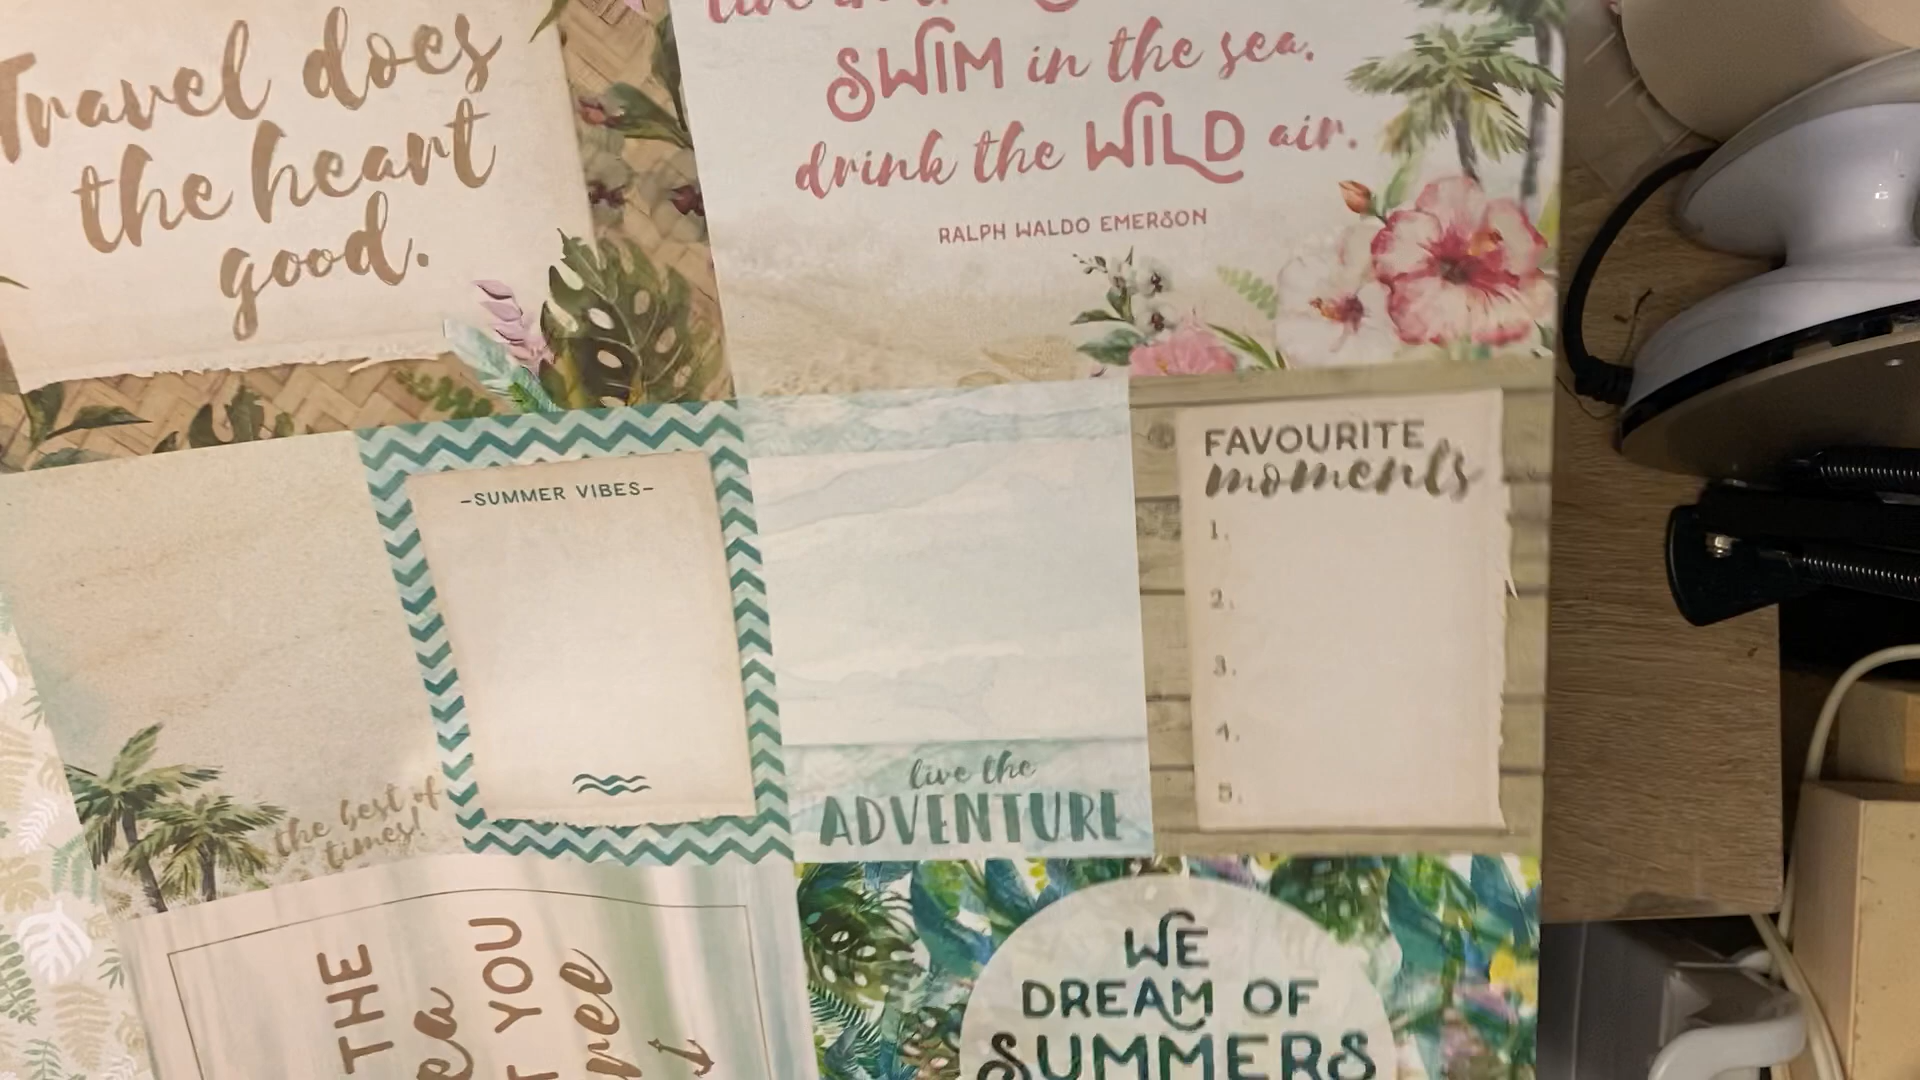 Travel does
the heart
good.
live in
SWIM in the sea.
drink the WILD air.
RALPH WALDO EMERSON
-SUMMER VIBES-
FAVOURITE
moments
1.
2.
3.
4.
5.
the best of
times!
live the
ADVENTURE
THE
YOU
WE
DREAM OF
SUMMERS